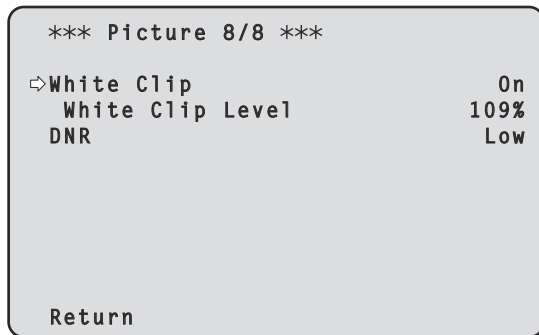 *** Picture 8/8 ***
⇨White Clip On
White Clip Level 109%
DNR Low
Return